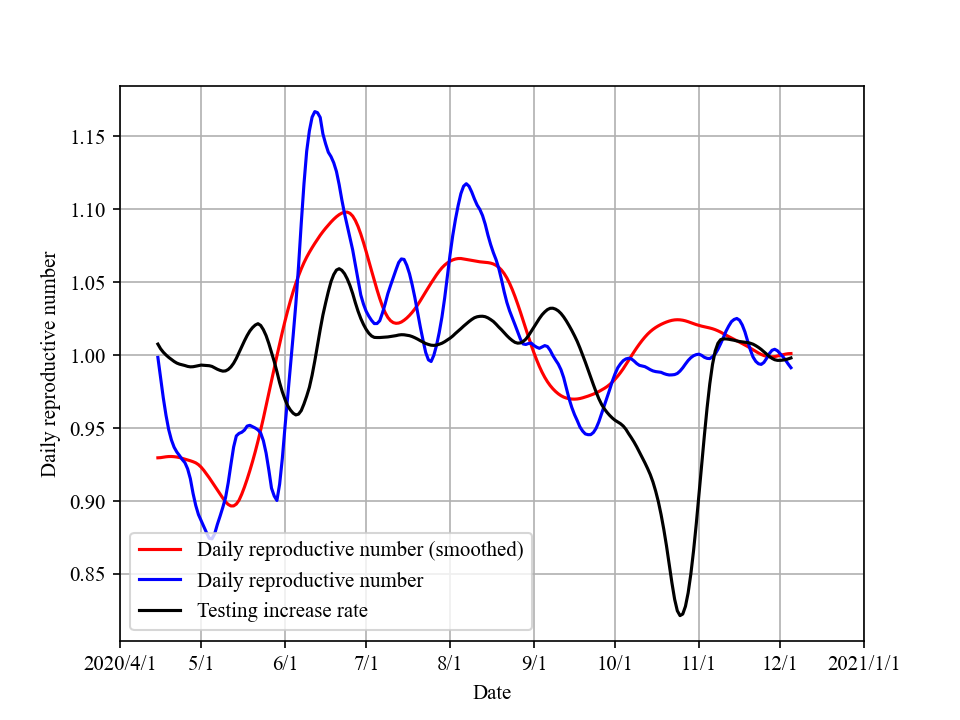 1.15
1.10
1.05
1.00
0.95
0.90
0.85
Daily reproductive number
Daily reproductive number (smoothed)
Daily reproductive number
Testing increase rate
2020/4/1 5/1 6/1 7/1 8/1 9/1 10/1 11/1 12/1 2021/1/1
Date